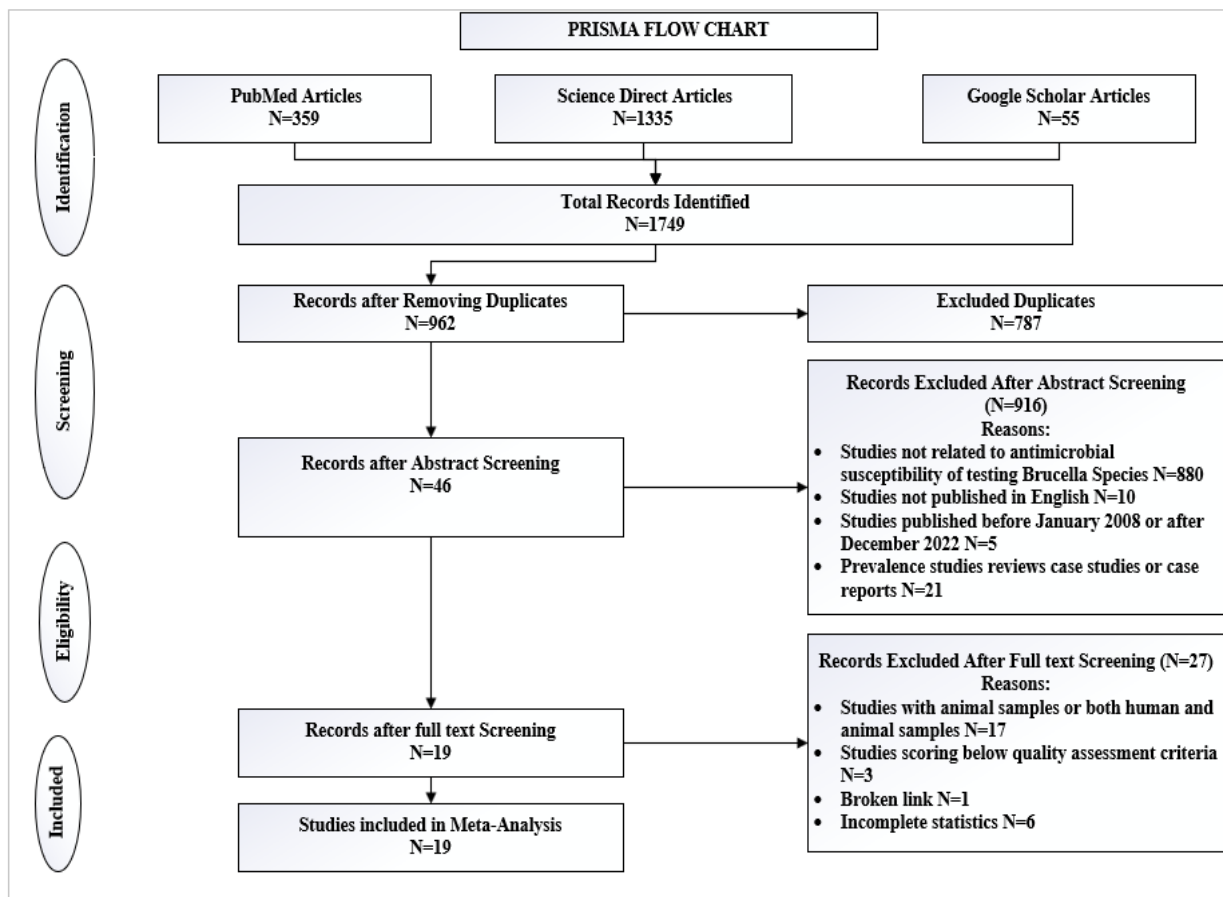 PRISMA FLOW CHART
Identification
PubMed Articles
N=359
Science Direct Articles
N=1335
Google Scholar Articles
N=55
Total Records Identified
N=1749
Screening
Records after Removing Duplicates
N=962
Excluded Duplicates
N=787
Records after Abstract Screening
N=46
Records Excluded After Abstract Screening
(N=916)
Reasons:
• Studies not related to antimicrobial
susceptibility of testing Brucella Species N=880
• Studies not published in English N=10
• Studies published before January 2008 or after
December 2022 N=5
• Prevalence studies reviews case studies or case
reports N=21
Eligibility
Records after full text Screening
N=19
Records Excluded After Full text Screening (N=27)
Reasons:
• Studies with animal samples or both human and
animal samples N=17
• Studies scoring below quality assessment criteria
N=3
• Broken link N=1
• Incomplete statistics N=6
Included
Studies included in Meta-Analysis
N=19